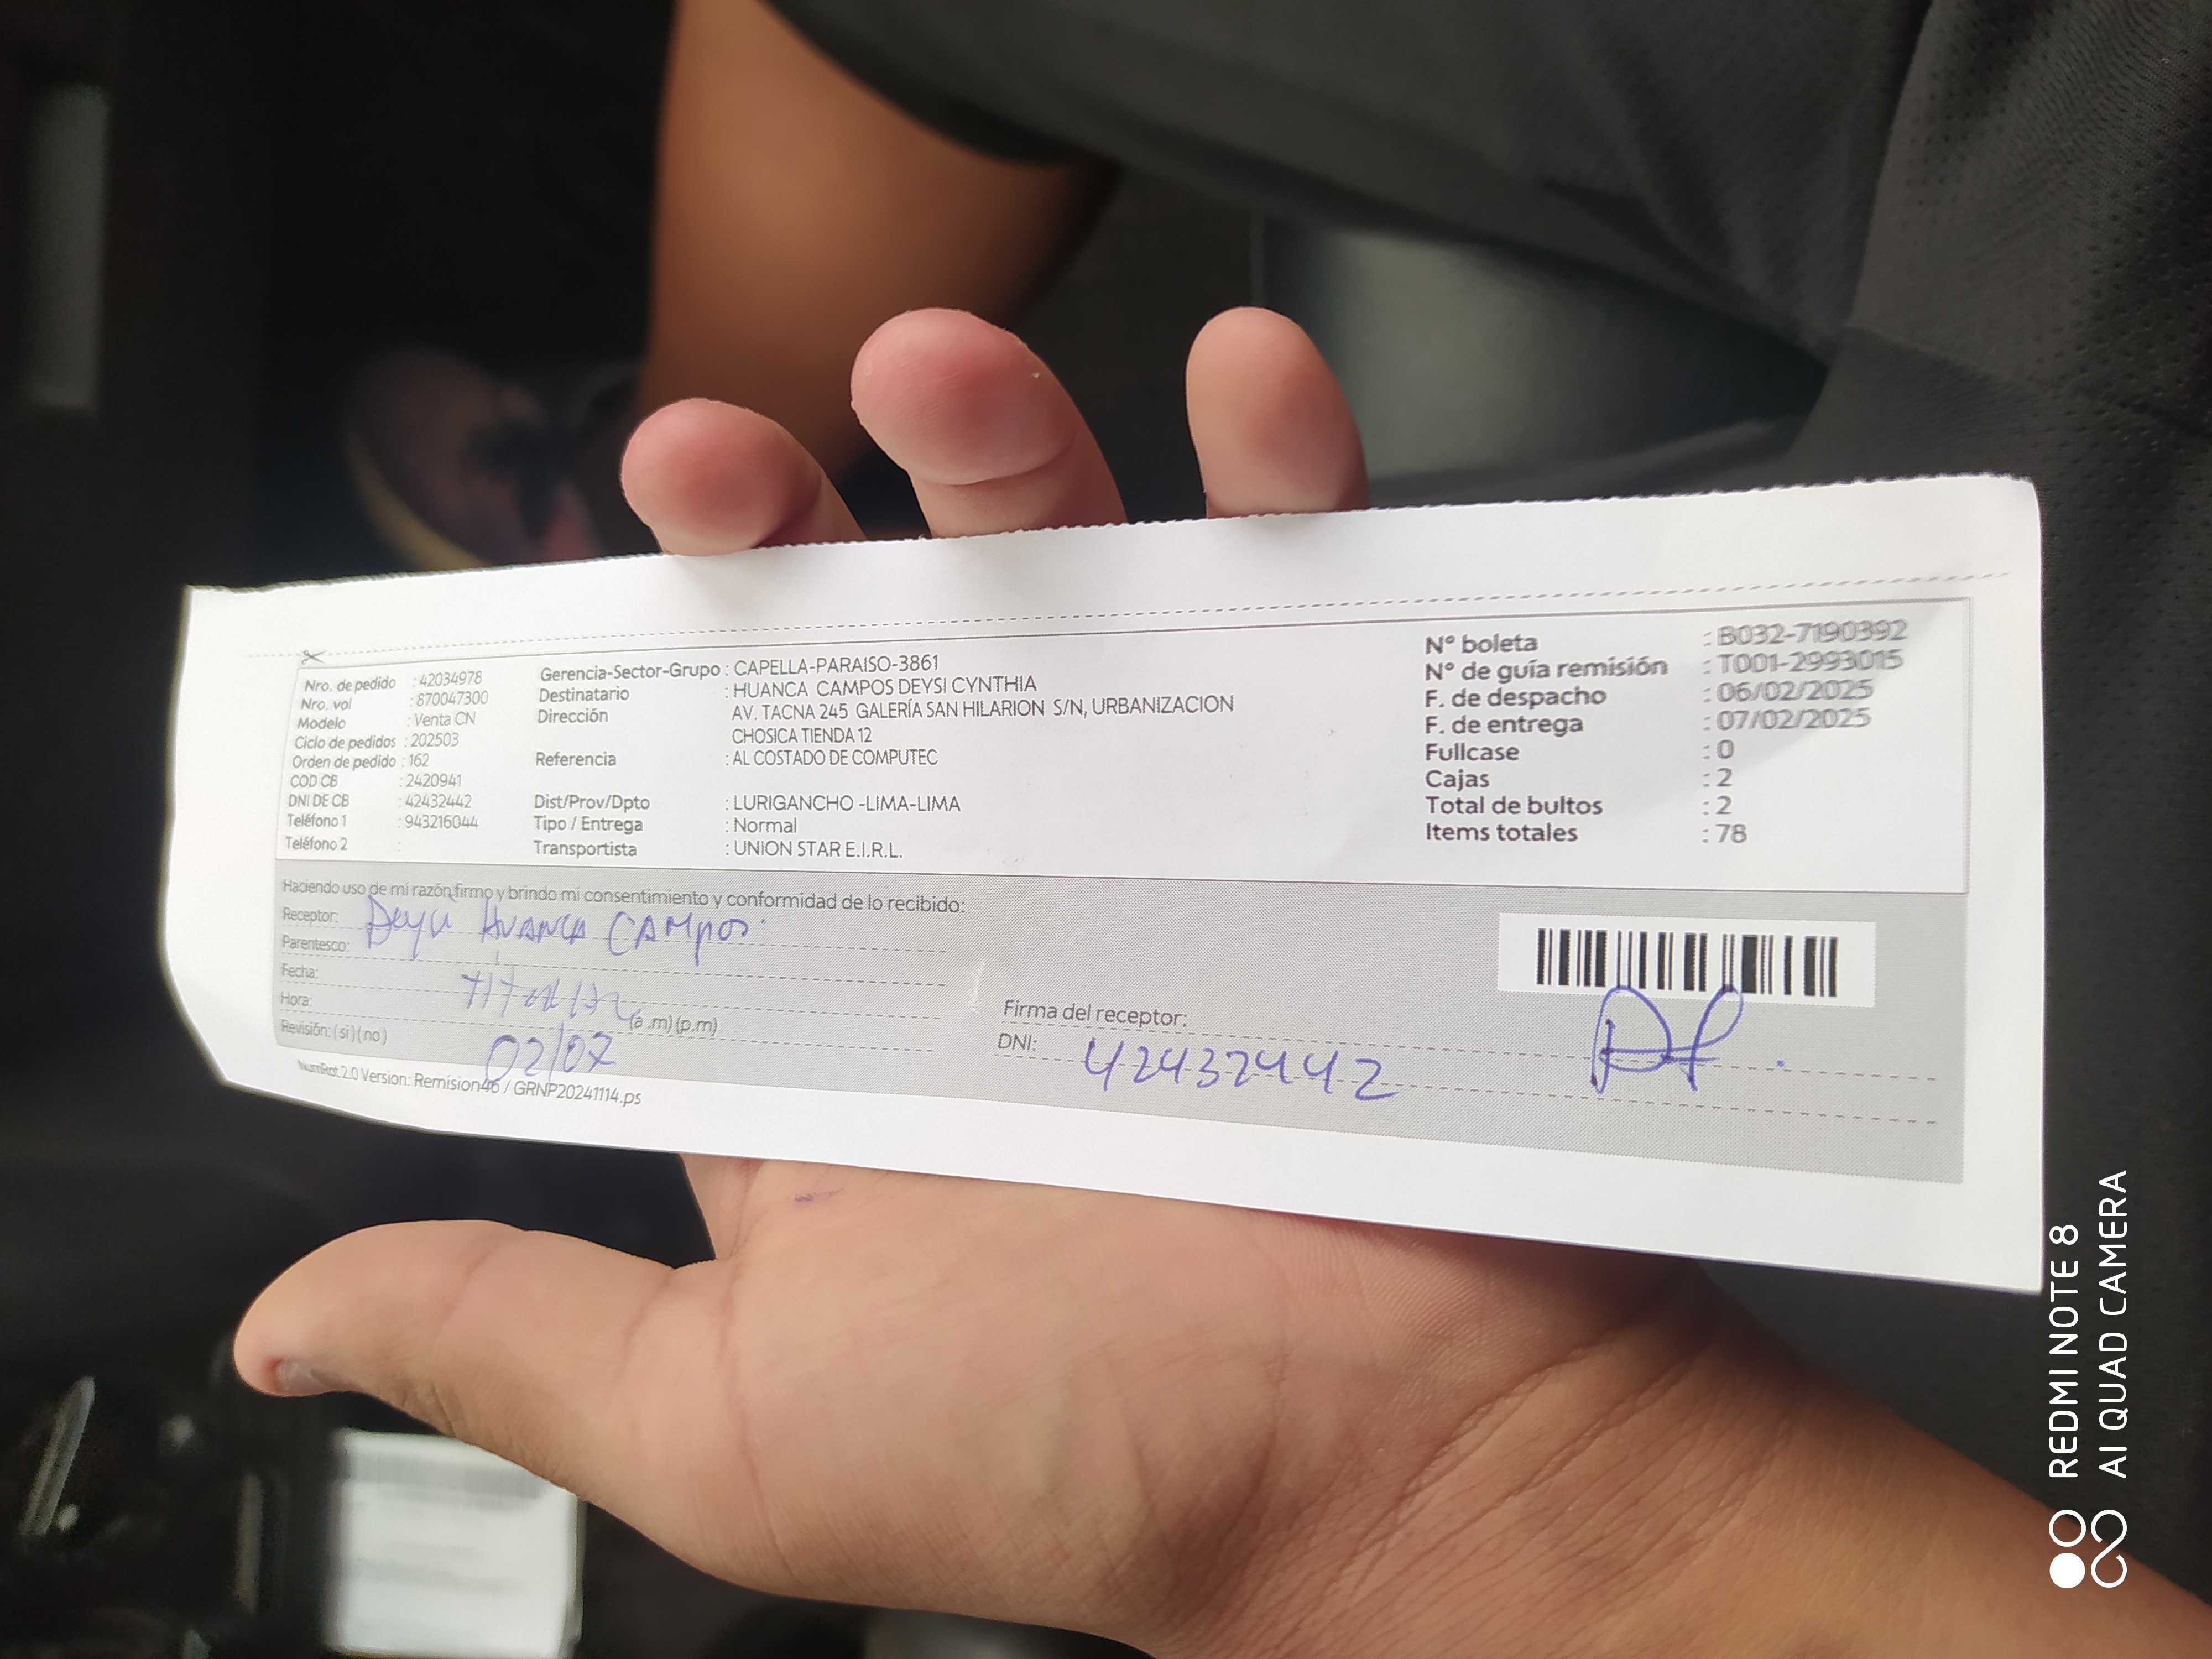 Nro. de pedido : 42034978
Nro. vol : 870047300
Modelo : Venta CN
Ciclo de pedidos : 202503
Orden de pedido : 162
COD CB : 2420941
DNI DE CB : 42432442
Teléfono 1 : 943216044
Teléfono 2 :
Gerencia-Sector-Grupo : CAPELLA-PARAISO-3861
Destinatario : HUANCA CAMPOS DEYSI CYNTHIA
Dirección AV. TACNA 245 GALERÍA SAN HILARION S/N, URBANIZACION
CHOSICA TIENDA 12
Referencia : AL COSTADO DE COMPUTEC
Dist/Prov/Dpto : LURIGANCHO -LIMA-LIMA
Tipo / Entrega : Normal
Transportista : UNION STAR E.I.R.L.
Nº boleta : B032-7190392
Nº de guía remisión : T001-2993015
F. de despacho : 06/02/2025
F. de entrega : 07/02/2025
Fullcase : 0
Cajas : 2
Total de bultos : 2
Items totales : 78
Haciendo uso de mi razón, firmo y brindo mi consentimiento y conformidad de lo recibido:
Receptor: HUANCA CAMPOS
Parentesco:
Fecha:
Hora: (a .m) (p.m)
Revisión: ( si ) ( no ) 02/07
Firma del receptor:
DNI: 42432442
2.0 Version: Remision46 / GRNP20241114.ps
REDMI NOTE 8
AI QUAD CAMERA